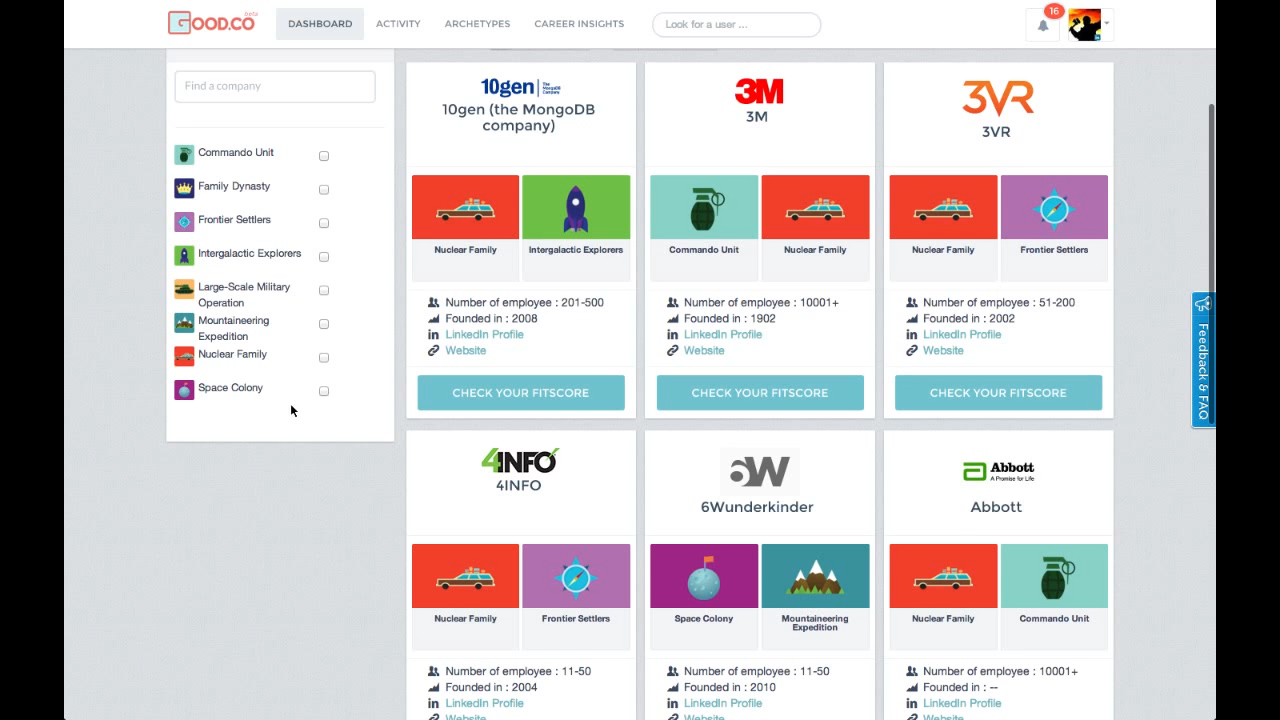 GOOD.CO beta
DASHBOARD
ACTIVITY
ARCHETYPES
CAREER INSIGHTS
Look for a user ...
16
Find a company
Commando Unit
Family Dynasty
Frontier Settlers
Intergalactic Explorers
Large-Scale Military
Operation
Mountaineering
Expedition
Nuclear Family
Space Colony
10gen The MongoDB Company
10gen (the MongoDB
company)
Nuclear Family
Intergalactic Explorers
Number of employee : 201-500
Founded in : 2008
LinkedIn Profile
Website
CHECK YOUR FITSCORE
3M
3M
Commando Unit
Nuclear Family
Number of employee : 10001+
Founded in : 1902
LinkedIn Profile
Website
CHECK YOUR FITSCORE
3VR
3VR
Nuclear Family
Frontier Settlers
Number of employee : 51-200
Founded in : 2002
LinkedIn Profile
Website
CHECK YOUR FITSCORE
4INFO
4INFO
Nuclear Family
Frontier Settlers
Number of employee : 11-50
Founded in : 2004
LinkedIn Profile
Website
6W
6Wunderkinder
Space Colony
Mountaineering
Expedition
Number of employee : 11-50
Founded in : 2010
LinkedIn Profile
Website
Abbott
A Promise for Life
Abbott
Nuclear Family
Commando Unit
Number of employee : 10001+
Founded in : --
LinkedIn Profile
Website
Feedback & FAQ